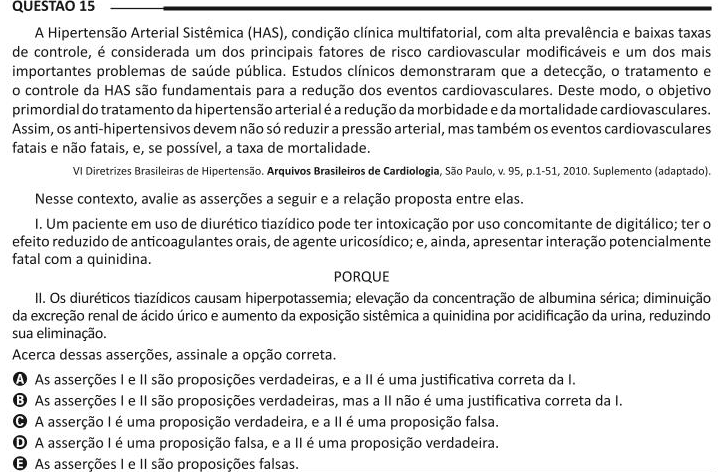 QUESTÃO 15
A Hipertensão Arterial Sistêmica (HAS), condição clínica multifatorial, com alta prevalência e baixas taxas
de controle, é considerada um dos principais fatores de risco cardiovascular modificáveis e um dos mais
importantes problemas de saúde pública. Estudos clínicos demonstraram que a detecção, o tratamento e
o controle da HAS são fundamentais para a redução dos eventos cardiovasculares. Deste modo, o objetivo
primordial do tratamento da hipertensão arterial é a redução da morbidade e da mortalidade cardiovasculares.
Assim, os anti-hipertensivos devem não só reduzir a pressão arterial, mas também os eventos cardiovasculares
fatais e não fatais, e, se possível, a taxa de mortalidade.
VI Diretrizes Brasileiras de Hipertensão. Arquivos Brasileiros de Cardiologia, São Paulo, v. 95, p.1-51, 2010. Suplemento (adaptado).
Nesse contexto, avalie as asserções a seguir e a relação proposta entre elas.
I. Um paciente em uso de diurético tiazídico pode ter intoxicação por uso concomitante de digitálico; ter o
efeito reduzido de anticoagulantes orais, de agente uricosídico; e, ainda, apresentar interação potencialmente
fatal com a quinidina.
PORQUE
II. Os diuréticos tiazídicos causam hiperpotassemia; elevação da concentração de albumina sérica; diminuição
da excreção renal de ácido úrico e aumento da exposição sistêmica a quinidina por acidificação da urina, reduzindo
sua eliminação.
Acerca dessas asserções, assinale a opção correta.
A As asserções I e II são proposições verdadeiras, e a II é uma justificativa correta da I.
B As asserções I e II são proposições verdadeiras, mas a II não é uma justificativa correta da I.
C A asserção I é uma proposição verdadeira, e a II é uma proposição falsa.
D A asserção I é uma proposição falsa, e a II é uma proposição verdadeira.
E As asserções I e II são proposições falsas.